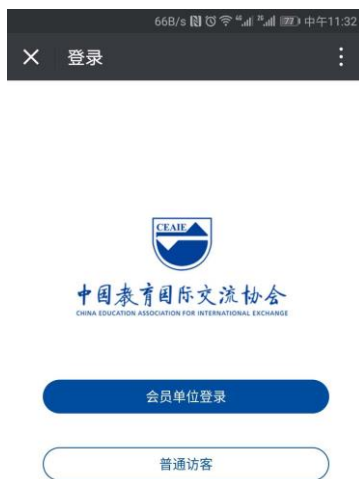 66B/s 中午11:32
登录
CEAIE
中国教育国际交流协会
CHINA EDUCATION ASSOCIATION FOR INTERNATIONAL EXCHANGE
会员单位登录
普通访客